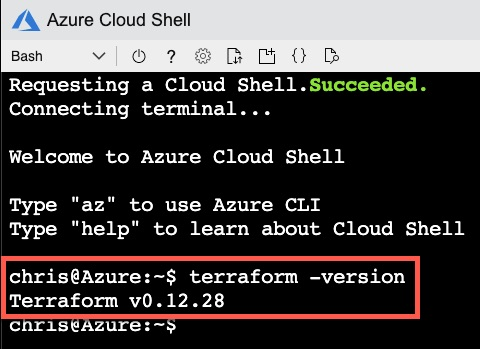 Azure Cloud Shell
Bash
Requesting a Cloud Shell.Succeeded.
Connecting terminal...
Welcome to Azure Cloud Shell
Type "az" to use Azure CLI
Type "help" to learn about Cloud Shell
chris@Azure:~$ terraform -version
Terraform v0.12.28
chris@Azure:~$